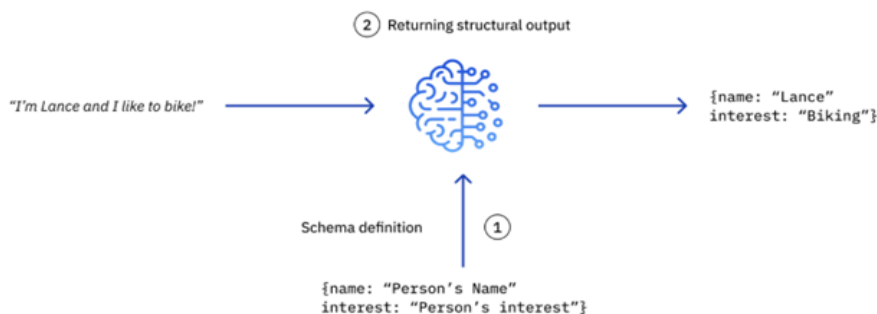 2 Returning structural output
“I’m Lance and I like to bike!”
{name: “Lance”
interest: “Biking”}
Schema definition 1
{name: “Person’s Name”
interest: “Person’s interest”}